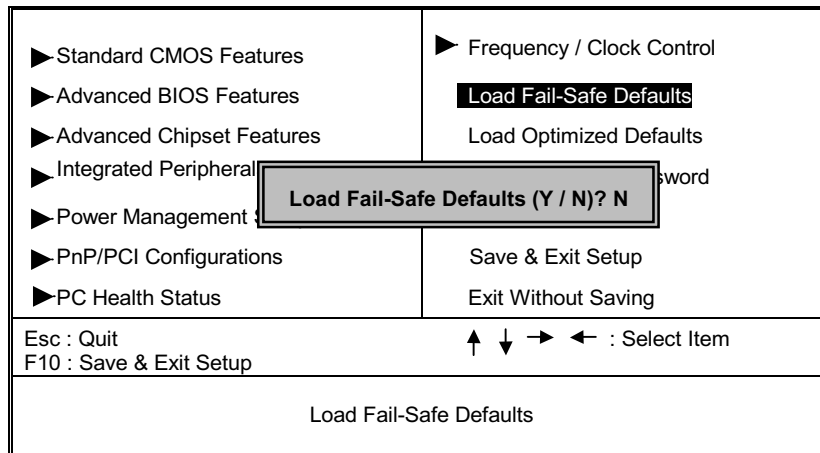 Standard CMOS Features
Advanced BIOS Features
Advanced Chipset Features
Integrated Peripheral
Power Management
PnP/PCI Configurations
PC Health Status
Frequency / Clock Control
Load Fail-Safe Defaults
Load Optimized Defaults
sword
Save & Exit Setup
Exit Without Saving
Load Fail-Safe Defaults (Y / N)? N
Esc : Quit
F10 : Save & Exit Setup
↑ ↓ → ← : Select Item
Load Fail-Safe Defaults